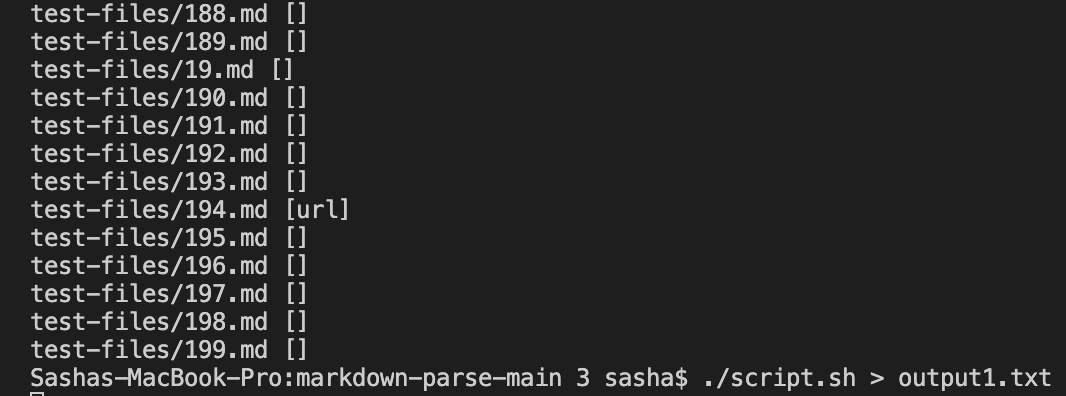 test-files/188.md []
test-files/189.md []
test-files/19.md []
test-files/190.md []
test-files/191.md []
test-files/192.md []
test-files/193.md []
test-files/194.md [url]
test-files/195.md []
test-files/196.md []
test-files/197.md []
test-files/198.md []
test-files/199.md []
Sashas-MacBook-Pro:markdown-parse-main 3 sasha$ ./script.sh > output1.txt